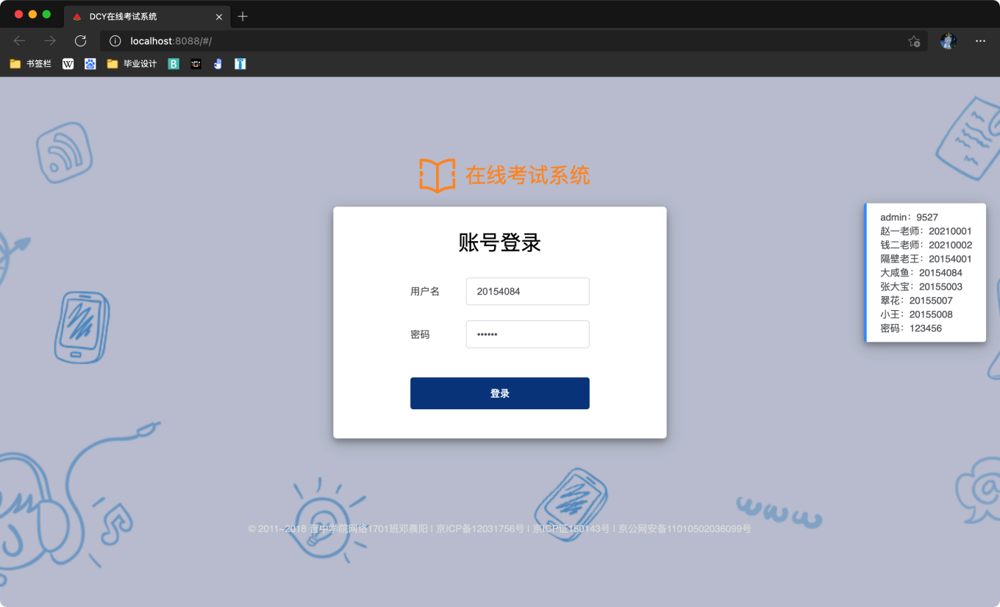 DCY在线考试系统
localhost:8088/#/
书签栏
W
毕业设计
B
在线考试系统
账号登录
用户名
20154084
密码
••••••
登录
admin：9527
赵一老师：20210001
钱二老师：20210002
隔壁老王：20154001
大咸鱼：20154084
张大宝：20155003
翠花：20155007
小王：20155008
密码：123456
www
@
© 2011~2018 晋中学院网络1701班邓晨阳 | 京ICP备12031756号 | 京ICP证150143号 | 京公网安备11010502036099号